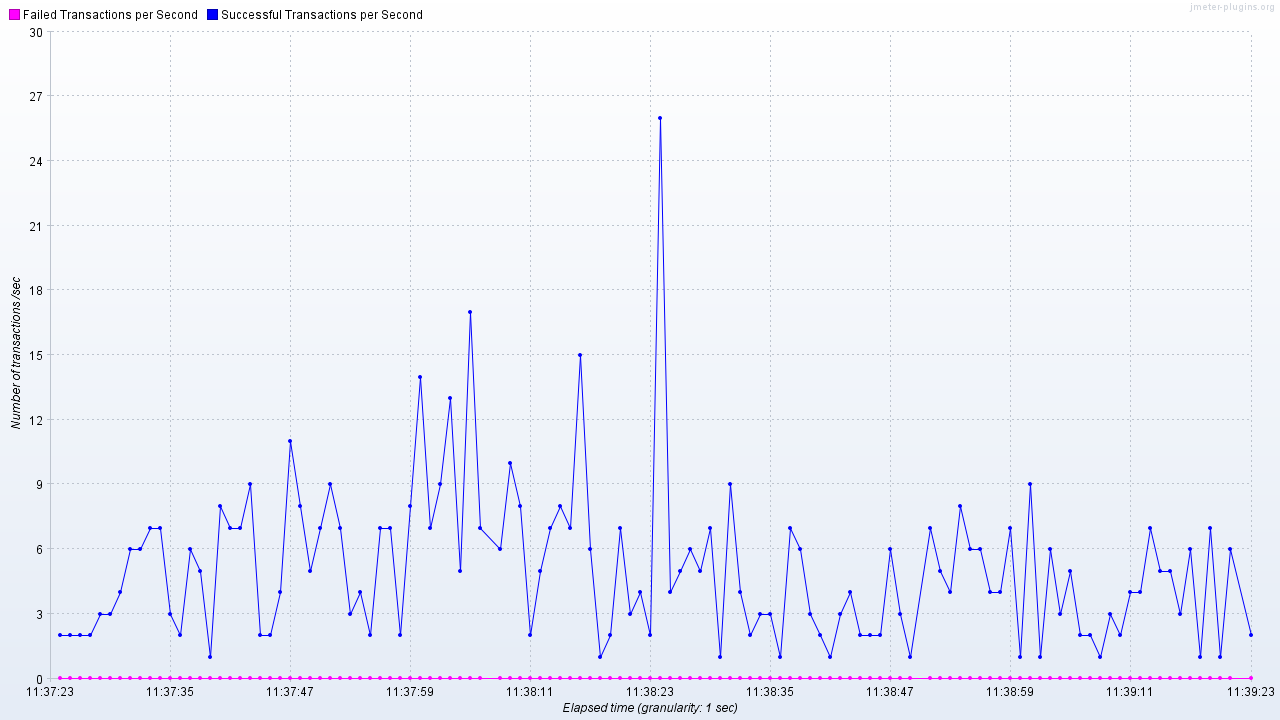 Failed Transactions per Second Successful Transactions per Second
jmeter-plugins.org
30
27
24
21
18
15
12
9
6
3
0
Number of transactions /sec
11:37:23 11:37:35 11:37:47 11:37:59 11:38:11 11:38:23 11:38:35 11:38:47 11:38:59 11:39:11 11:39:23
Elapsed time (granularity: 1 sec)